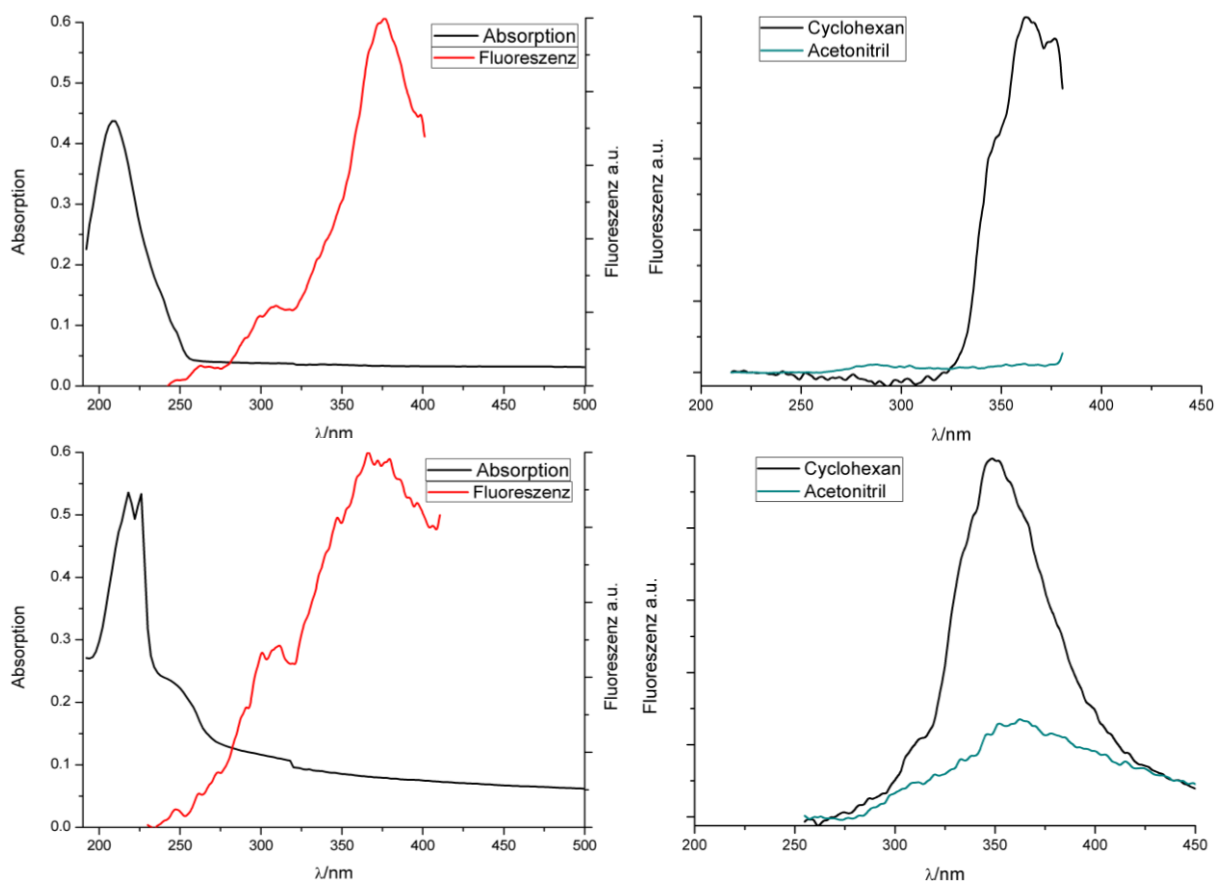 0.6
0.5
0.4
0.3
0.2
0.1
0.0
Absorption
Absorption
Fluoreszenz
Fluoreszenz a.u.
200 250 300 350 400 450 500
λ/nm
Cyclohexan
Acetonitril
Fluoreszenz a.u.
200 250 300 350 400 450
λ/nm
0.6
0.5
0.4
0.3
0.2
0.1
0.0
Absorption
Absorption
Fluoreszenz
Fluoreszenz a.u.
200 250 300 350 400 450 500
λ/nm
Cyclohexan
Acetonitril
Fluoreszenz a.u.
200 250 300 350 400 450
λ/nm